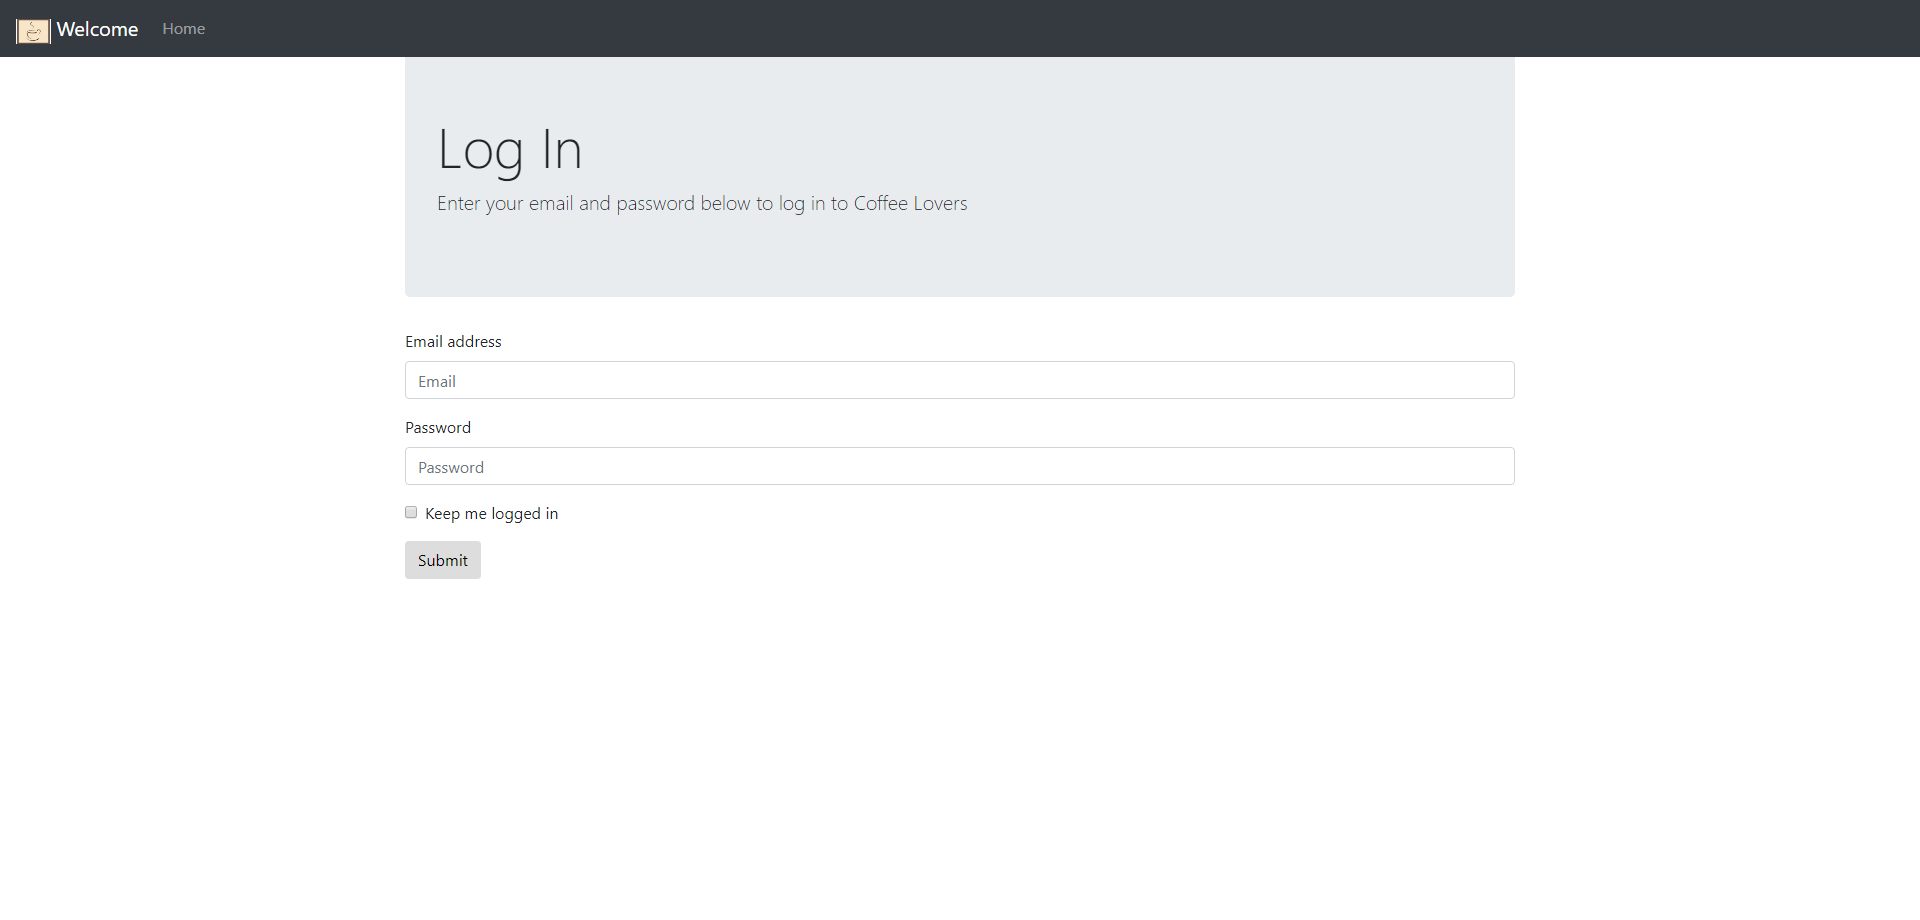 Welcome Home
Log In
Enter your email and password below to log in to Coffee Lovers
Email address
Email
Password
Password
Keep me logged in
Submit